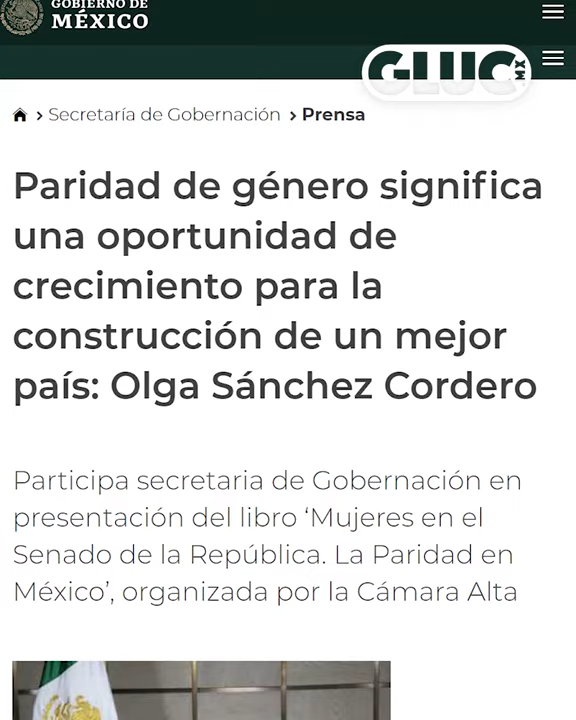 GOBIERNO DE
MÉXICO
GLUC MX
Secretaría de Gobernación > Prensa
Paridad de género significa
una oportunidad de
crecimiento para la
construcción de un mejor
país: Olga Sánchez Cordero
Participa secretaria de Gobernación en
presentación del libro ‘Mujeres en el
Senado de la República. La Paridad en
México’, organizada por la Cámara Alta